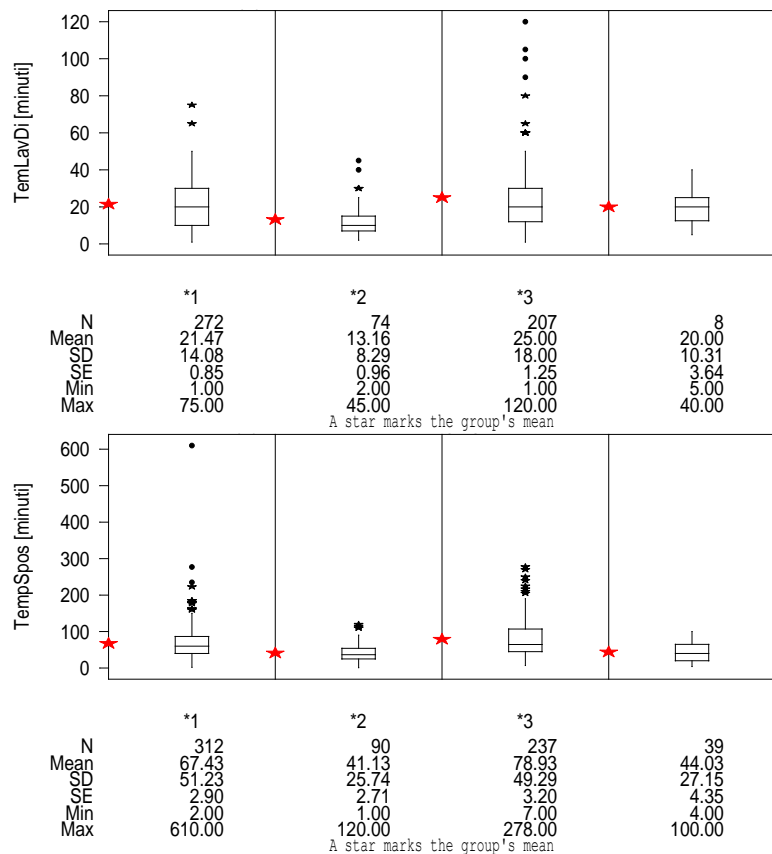 TemLavDi [minuti]
120
100
80
60
40
20
0
*1 *2 *3
N 272 74 207 8
Mean 21.47 13.16 25.00 20.00
SD 14.08 8.29 18.00 10.31
SE 0.85 0.96 1.25 3.64
Min 1.00 2.00 1.00 5.00
Max 75.00 45.00 120.00 40.00
A star marks the group's mean
TempSpos [minuti]
600
500
400
300
200
100
0
*1 *2 *3
N 312 90 237 39
Mean 67.43 41.13 78.93 44.03
SD 51.23 25.74 49.29 27.15
SE 2.90 2.71 3.20 4.35
Min 2.00 1.00 7.00 4.00
Max 610.00 120.00 278.00 100.00
A star marks the group's mean